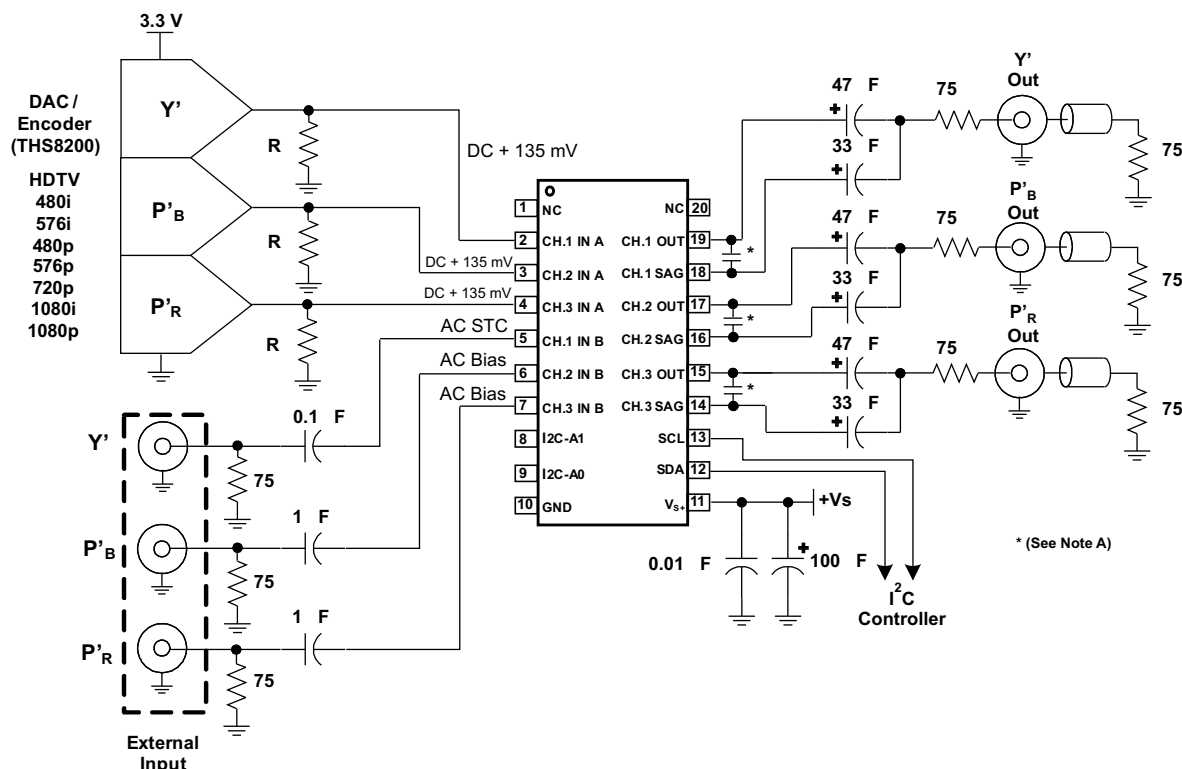 3.3 V
DAC /
Encoder
(THS8200)
HDTV
480i
576i
480p
576p
720p
1080i
1080p
Y'
P'B
P'R
R
R
R
DC + 135 mV
DC + 135 mV
DC + 135 mV
AC STC
AC Bias
AC Bias
Y'
P'B
P'R
0.1 F
1 F
1 F
75
75
75
External
Input
1 NC
2 CH.1 IN A
3 CH.2 IN A
4 CH.3 IN A
5 CH.1 IN B
6 CH.2 IN B
7 CH.3 IN B
8 I2C-A1
9 I2C-A0
10 GND
NC 20
CH.1 OUT 19
CH.1 SAG 18
CH.2 OUT 17
CH.2 SAG 16
CH.3 OUT 15
CH.3 SAG 14
SCL 13
SDA 12
VS+ 11
*
*
*
47 F
+
33 F
+
75
Y'
Out
75
47 F
+
33 F
+
75
P'B
Out
75
47 F
+
33 F
+
75
P'R
Out
75
+Vs
0.01 F
+
100 F
I2C
Controller
* (See Note A)